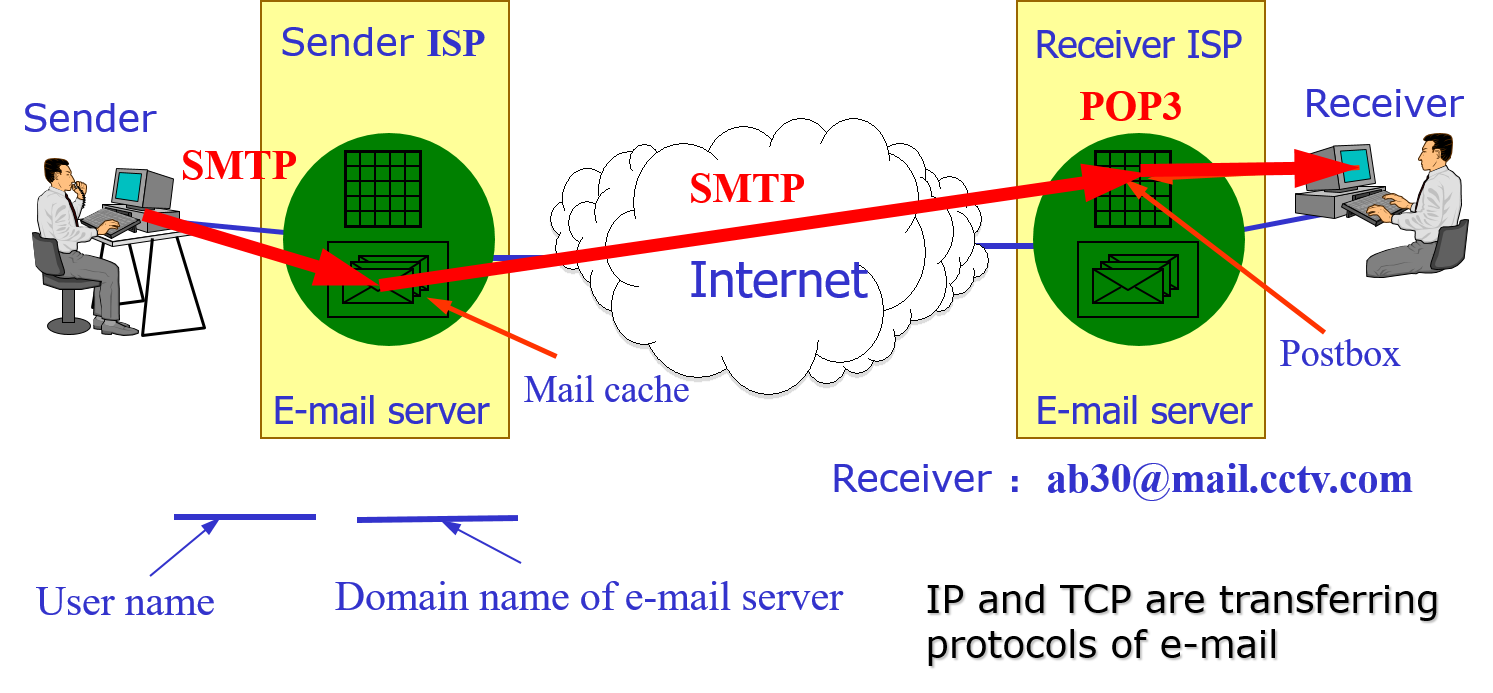 Sender ISP
Receiver ISP
Sender
POP3
Receiver
SMTP
SMTP
Internet
Mail cache
Postbox
E-mail server
E-mail server
Receiver ：ab30@mail.cctv.com
User name
Domain name of e-mail server
IP and TCP are transferring
protocols of e-mail